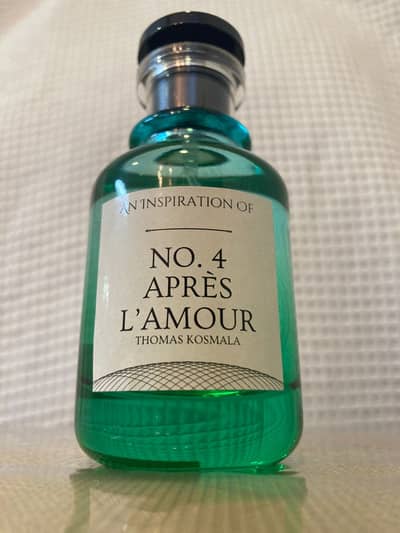 AN INSPIRATION OF
NO. 4
APRÈS
L'AMOUR
THOMAS KOSMALA